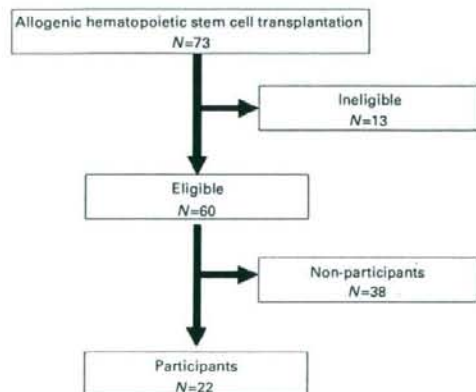 Allogenic hematopoietic stem cell transplantation
N=73
Ineligible
N=13
Eligible
N=60
Non-participants
N=38
Participants
N=22